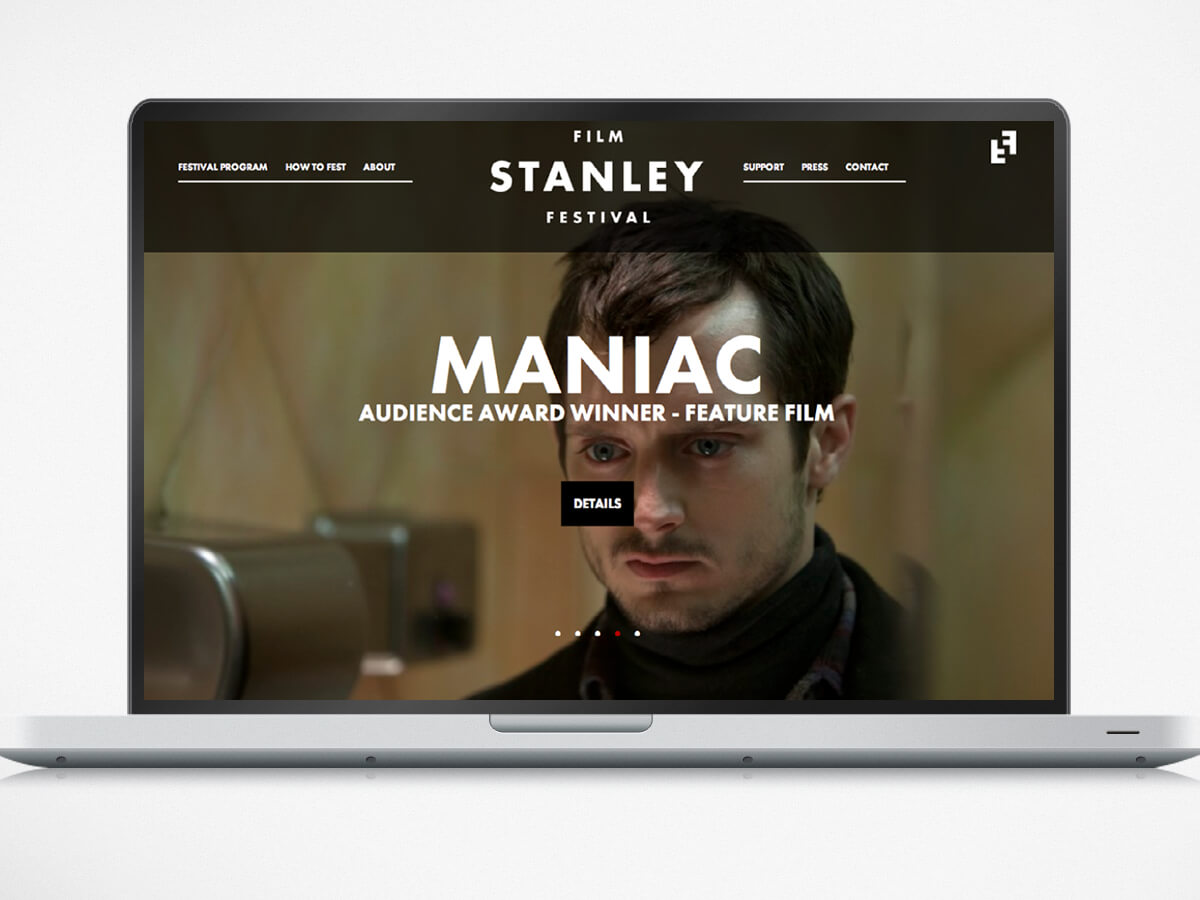 FILM
STANLEY
FESTIVAL
FESTIVAL PROGRAM HOW TO FEST ABOUT
SUPPORT PRESS CONTACT
MANIAC
AUDIENCE AWARD WINNER - FEATURE FILM
DETAILS